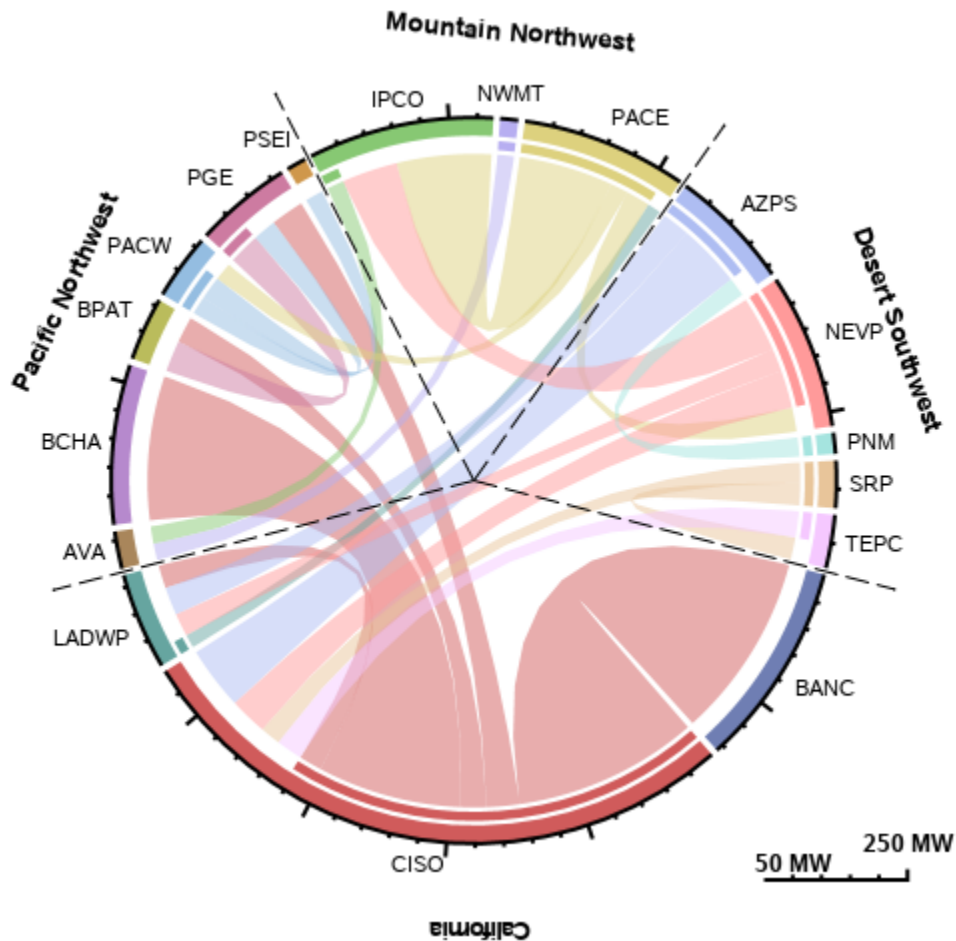 Mountain Northwest
IPCO
NWMT
PACE
PSEI
PGE
AZPS
PACW
Pacific Northwest
BPAT
Desert Southwest
NEVP
BCHA
PNM
SRP
AVA
TEPC
LADWP
BANC
CISO
50 MW
250 MW
California